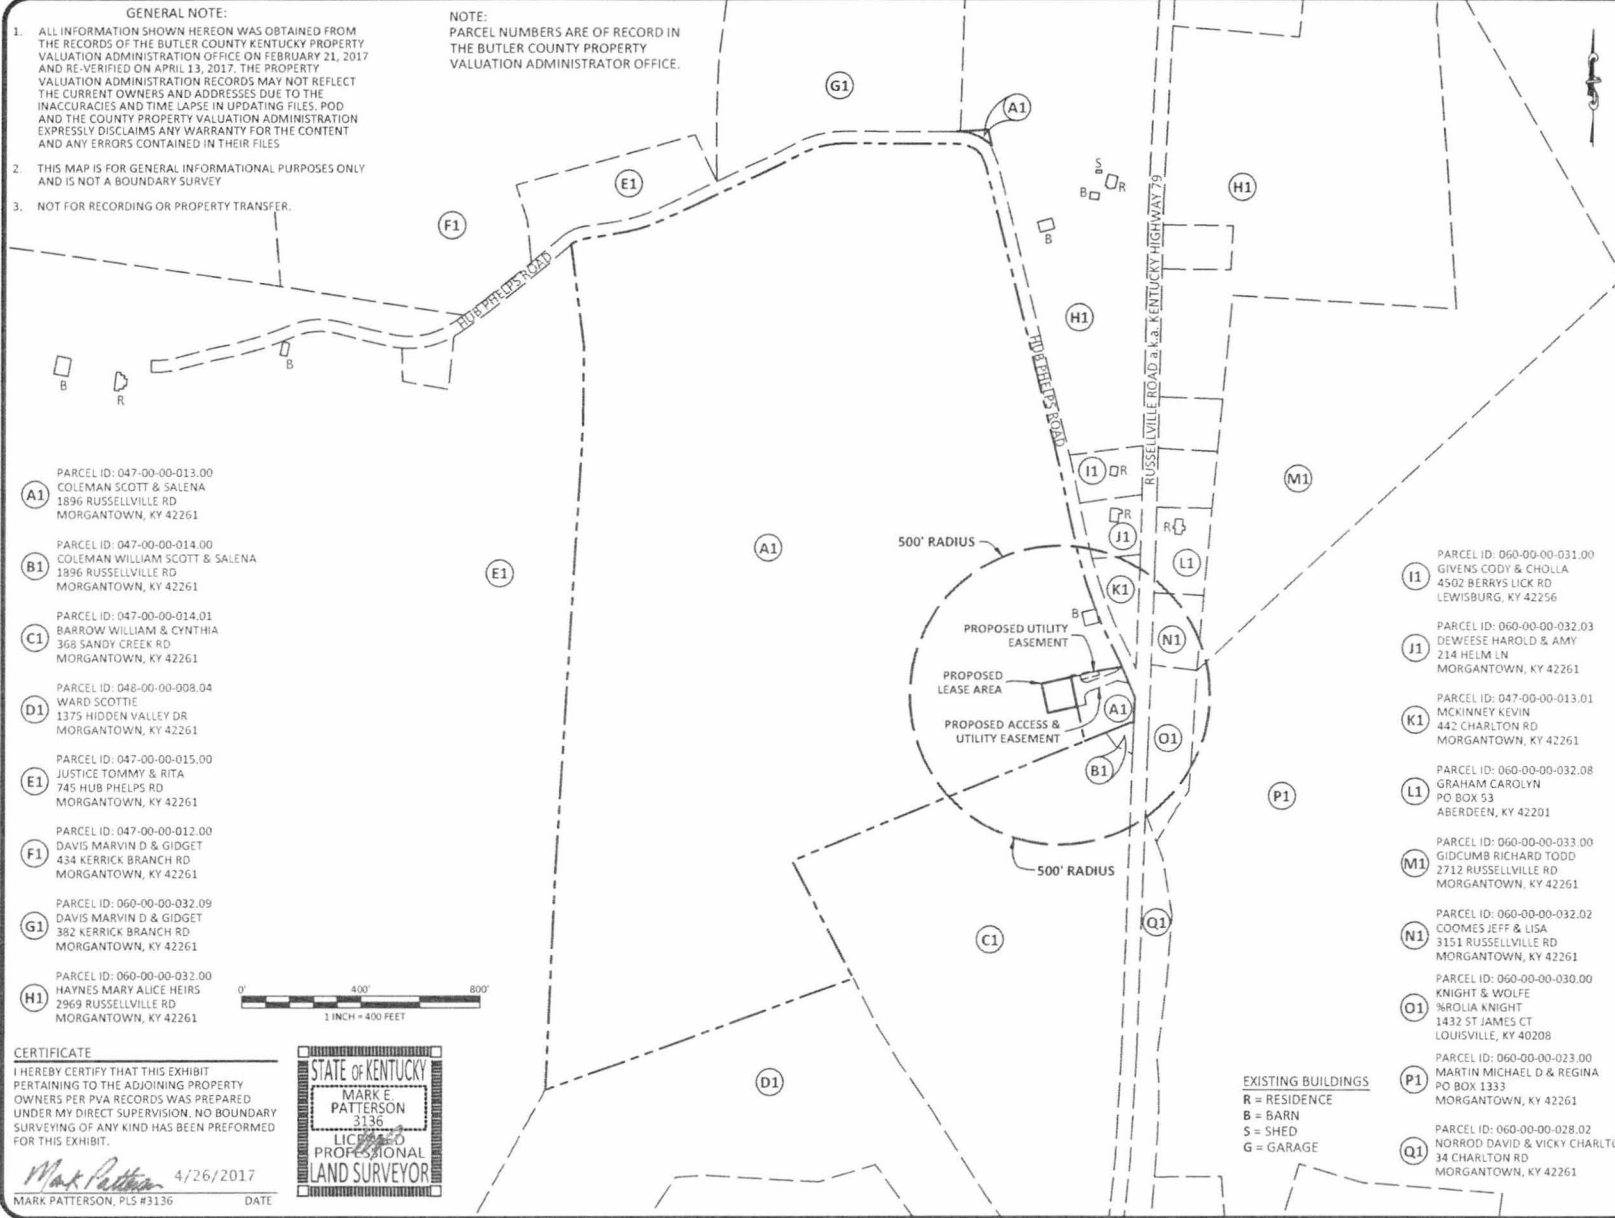 GENERAL NOTE:
1. ALL INFORMATION SHOWN HEREON WAS OBTAINED FROM
THE RECORDS OF THE BUTLER COUNTY KENTUCKY PROPERTY
VALUATION ADMINISTRATION OFFICE ON FEBRUARY 21, 2017
AND RE-VERIFIED ON APRIL 13, 2017. THE PROPERTY
VALUATION ADMINISTRATION RECORDS MAY NOT REFLECT
THE CURRENT OWNERS AND ADDRESSES DUE TO THE
INACCURACIES AND TIME LAPSE IN UPDATING FILES. POD
AND THE COUNTY PROPERTY VALUATION ADMINISTRATION
EXPRESSLY DISCLAIMS ANY WARRANTY FOR THE CONTENT
AND ANY ERRORS CONTAINED IN THEIR FILES
2. THIS MAP IS FOR GENERAL INFORMATIONAL PURPOSES ONLY
AND IS NOT A BOUNDARY SURVEY
3. NOT FOR RECORDING OR PROPERTY TRANSFER.
NOTE:
PARCEL NUMBERS ARE OF RECORD IN
THE BUTLER COUNTY PROPERTY
VALUATION ADMINISTRATOR OFFICE.
G1
A1
E1
F1
H1
S
R
B
B
H1
HUB PHELPS ROAD
HUB PHELPS ROAD
RUSSELLVILLE ROAD a.k.a. KENTUCKY HIGHWAY 79
B
R
B
I1
R
M1
R
J1
R
L1
500' RADIUS
A1
E1
K1
B
N1
PROPOSED UTILITY
EASEMENT
PROPOSED
LEASE AREA
PROPOSED ACCESS &
UTILITY EASEMENT
A1
O1
B1
P1
500' RADIUS
C1
Q1
D1
A1
PARCEL ID: 047-00-00-013.00
COLEMAN SCOTT & SALENA
1896 RUSSELLVILLE RD
MORGANTOWN, KY 42261
B1
PARCEL ID: 047-00-00-014.00
COLEMAN WILLIAM SCOTT & SALENA
1896 RUSSELLVILLE RD
MORGANTOWN, KY 42261
C1
PARCEL ID: 047-00-00-014.01
BARROW WILLIAM & CYNTHIA
368 SANDY CREEK RD
MORGANTOWN, KY 42261
D1
PARCEL ID: 048-00-00-008.04
WARD SCOTTIE
1375 HIDDEN VALLEY DR
MORGANTOWN, KY 42261
E1
PARCEL ID: 047-00-00-015.00
JUSTICE TOMMY & RITA
745 HUB PHELPS RD
MORGANTOWN, KY 42261
F1
PARCEL ID: 047-00-00-012.00
DAVIS MARVIN D & GIDGET
434 KERRICK BRANCH RD
MORGANTOWN, KY 42261
G1
PARCEL ID: 060-00-00-032.09
DAVIS MARVIN D & GIDGET
382 KERRICK BRANCH RD
MORGANTOWN, KY 42261
H1
PARCEL ID: 060-00-00-032.00
HAYNES MARY ALICE HEIRS
2969 RUSSELLVILLE RD
MORGANTOWN, KY 42261
0' 400' 800'
1 INCH = 400 FEET
I1
PARCEL ID: 060-00-00-031.00
GIVENS CODY & CHOLLA
4502 BERRYS LICK RD
LEWISBURG, KY 42256
J1
PARCEL ID: 060-00-00-032.03
DEWEESE HAROLD & AMY
214 HELM LN
MORGANTOWN, KY 42261
K1
PARCEL ID: 047-00-00-013.01
MCKINNEY KEVIN
442 CHARLTON RD
MORGANTOWN, KY 42261
L1
PARCEL ID: 060-00-00-032.08
GRAHAM CAROLYN
PO BOX 53
ABERDEEN, KY 42201
M1
PARCEL ID: 060-00-00-033.00
GIDCUMB RICHARD TODD
2712 RUSSELLVILLE RD
MORGANTOWN, KY 42261
N1
PARCEL ID: 060-00-00-032.02
COOMES JEFF & LISA
3151 RUSSELLVILLE RD
MORGANTOWN, KY 42261
O1
PARCEL ID: 060-00-00-030.00
KNIGHT & WOLFE
%ROLIA KNIGHT
1432 ST JAMES CT
LOUISVILLE, KY 40208
P1
PARCEL ID: 060-00-00-023.00
MARTIN MICHAEL D & REGINA
PO BOX 1333
MORGANTOWN, KY 42261
Q1
PARCEL ID: 060-00-00-028.02
NORROD DAVID & VICKY CHARLTO
34 CHARLTON RD
MORGANTOWN, KY 42261
EXISTING BUILDINGS
R = RESIDENCE
B = BARN
S = SHED
G = GARAGE
CERTIFICATE
I HEREBY CERTIFY THAT THIS EXHIBIT
PERTAINING TO THE ADJOINING PROPERTY
OWNERS PER PVA RECORDS WAS PREPARED
UNDER MY DIRECT SUPERVISION. NO BOUNDARY
SURVEYING OF ANY KIND HAS BEEN PREFORMED
FOR THIS EXHIBIT.
Mark Patterson 4/26/2017
MARK PATTERSON, PLS #3136 DATE
STATE OF KENTUCKY
MARK E.
PATTERSON
3136
LICENSED
PROFESSIONAL
LAND SURVEYOR